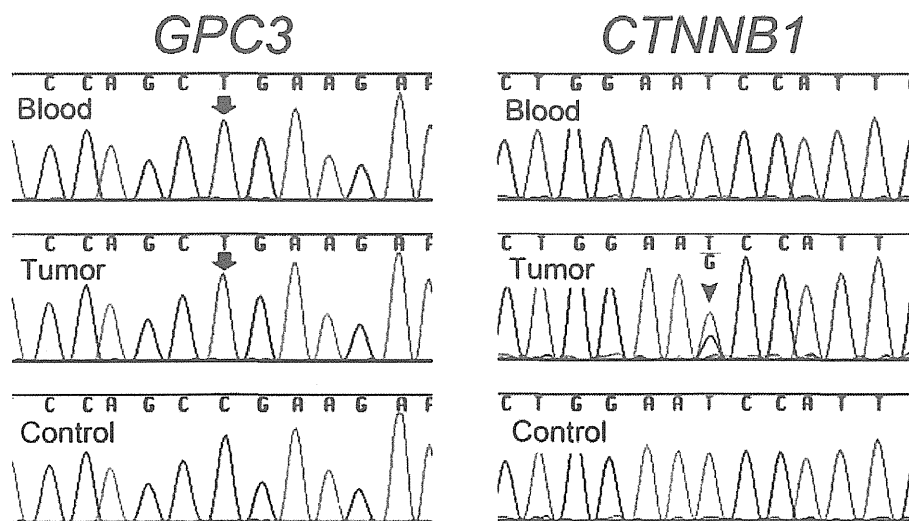 GPC3
C C A G C T G A A G A A
Blood
C C A G C T G A A G A A
Tumor
C C A G C C G A A G A A
Control
CTNNB1
C T G G A A T C C A T T
Blood
C T G G A A T C C A T T
G
Tumor
C T G G A A T C C A T T
Control